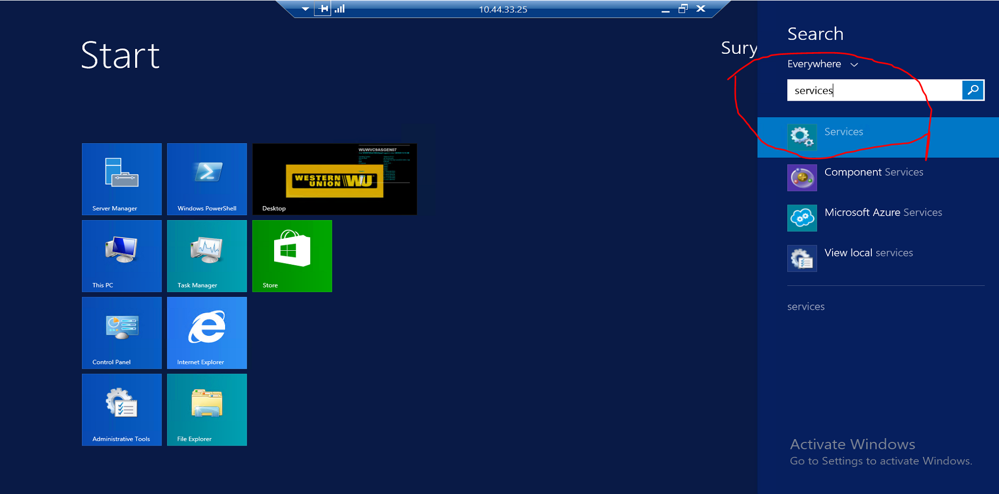 10.44.33.25
Start
Sury
Search
Everywhere
services
Services
Component Services
Microsoft Azure Services
View local services
services
Server Manager
Windows PowerShell
WUWVC9ASGEN07
WESTERN UNION WU
Desktop
This PC
Task Manager
Store
Control Panel
Internet Explorer
Administrative Tools
File Explorer
Activate Windows
Go to Settings to activate Windows.